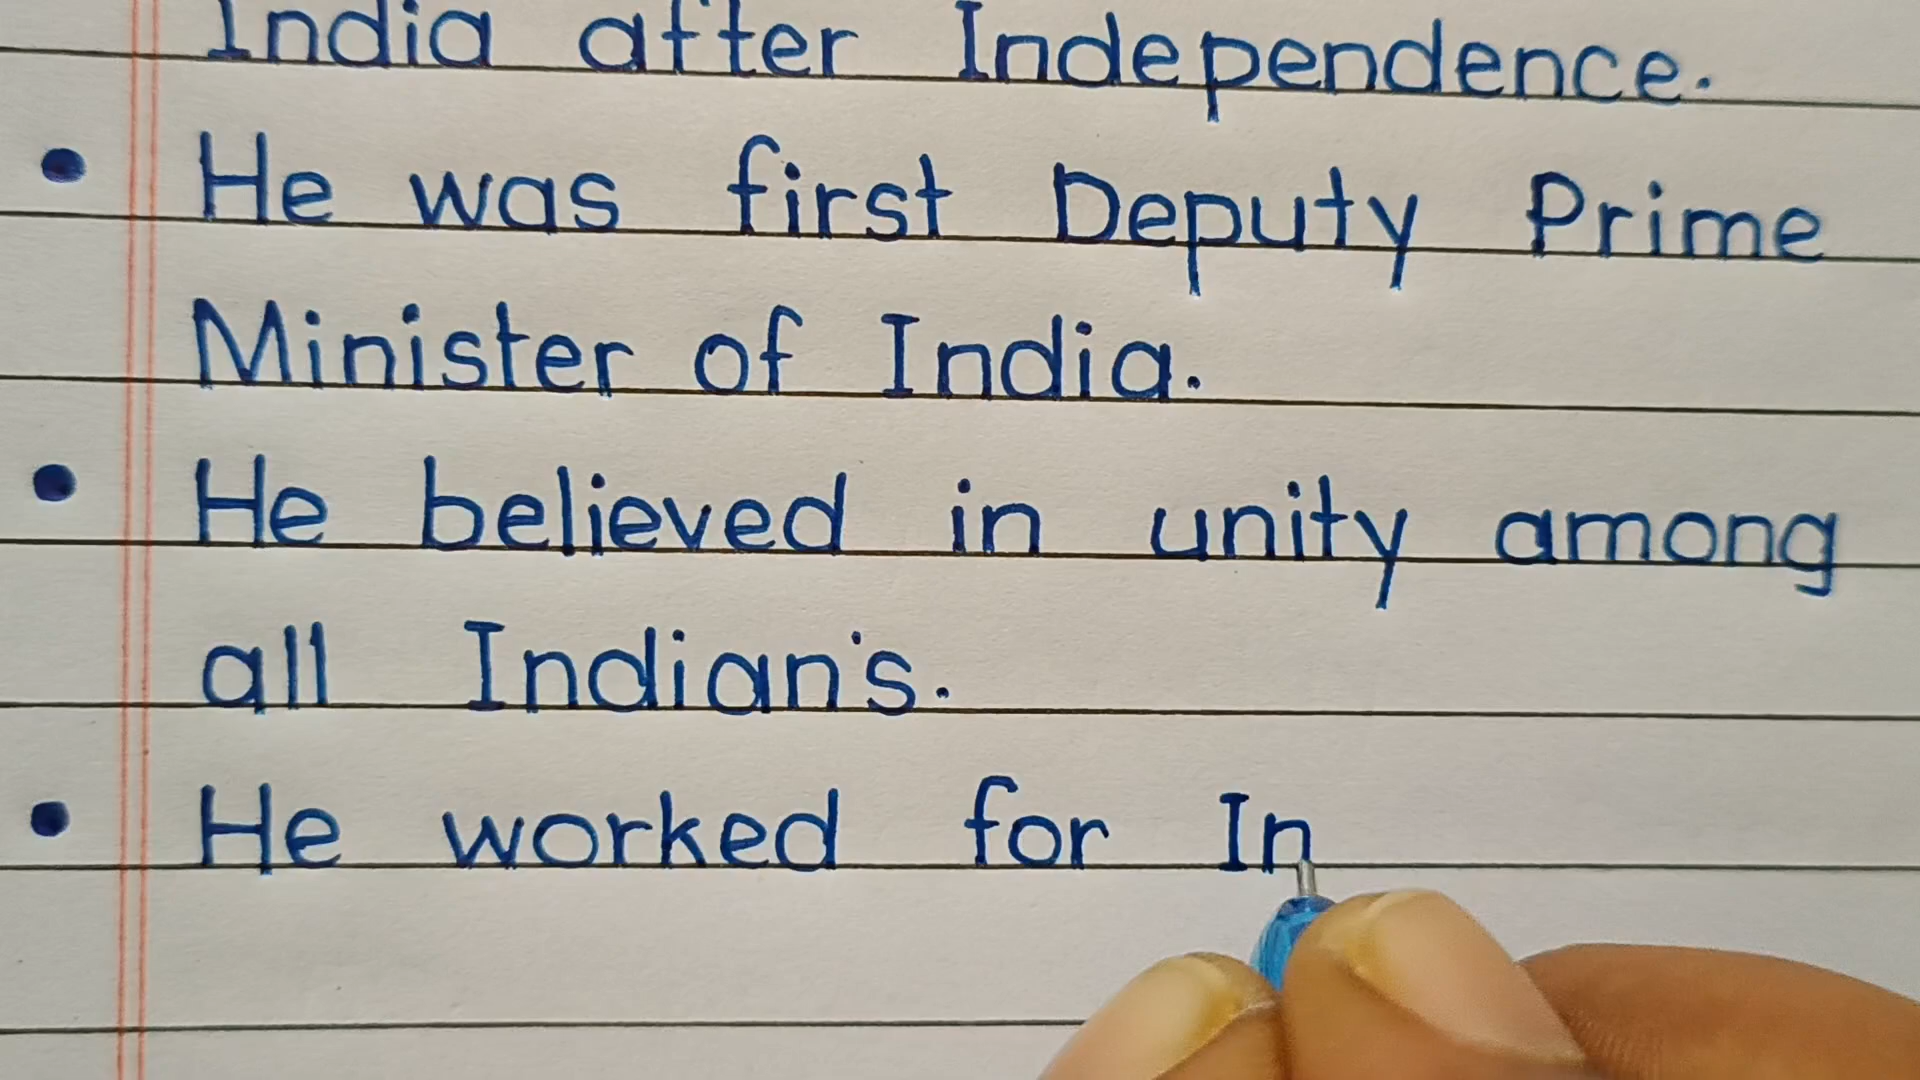 India after Independence.
• He was first Deputy Prime
Minister of India.
• He believed in unity among
all Indian's.
• He worked for In